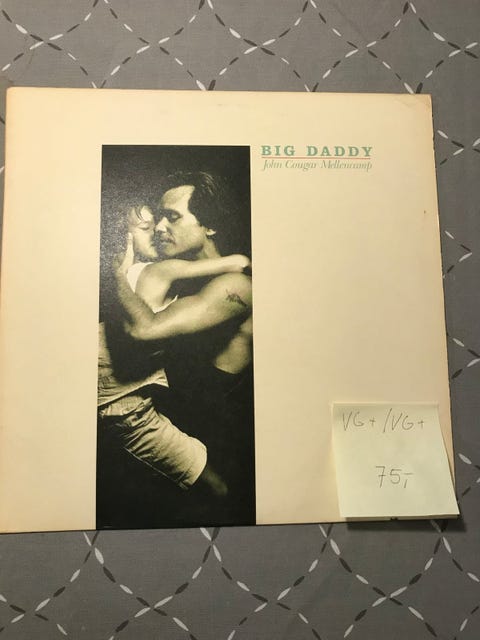 BIG DADDY
John Cougar Mellencamp
VG+/VG+
75,-